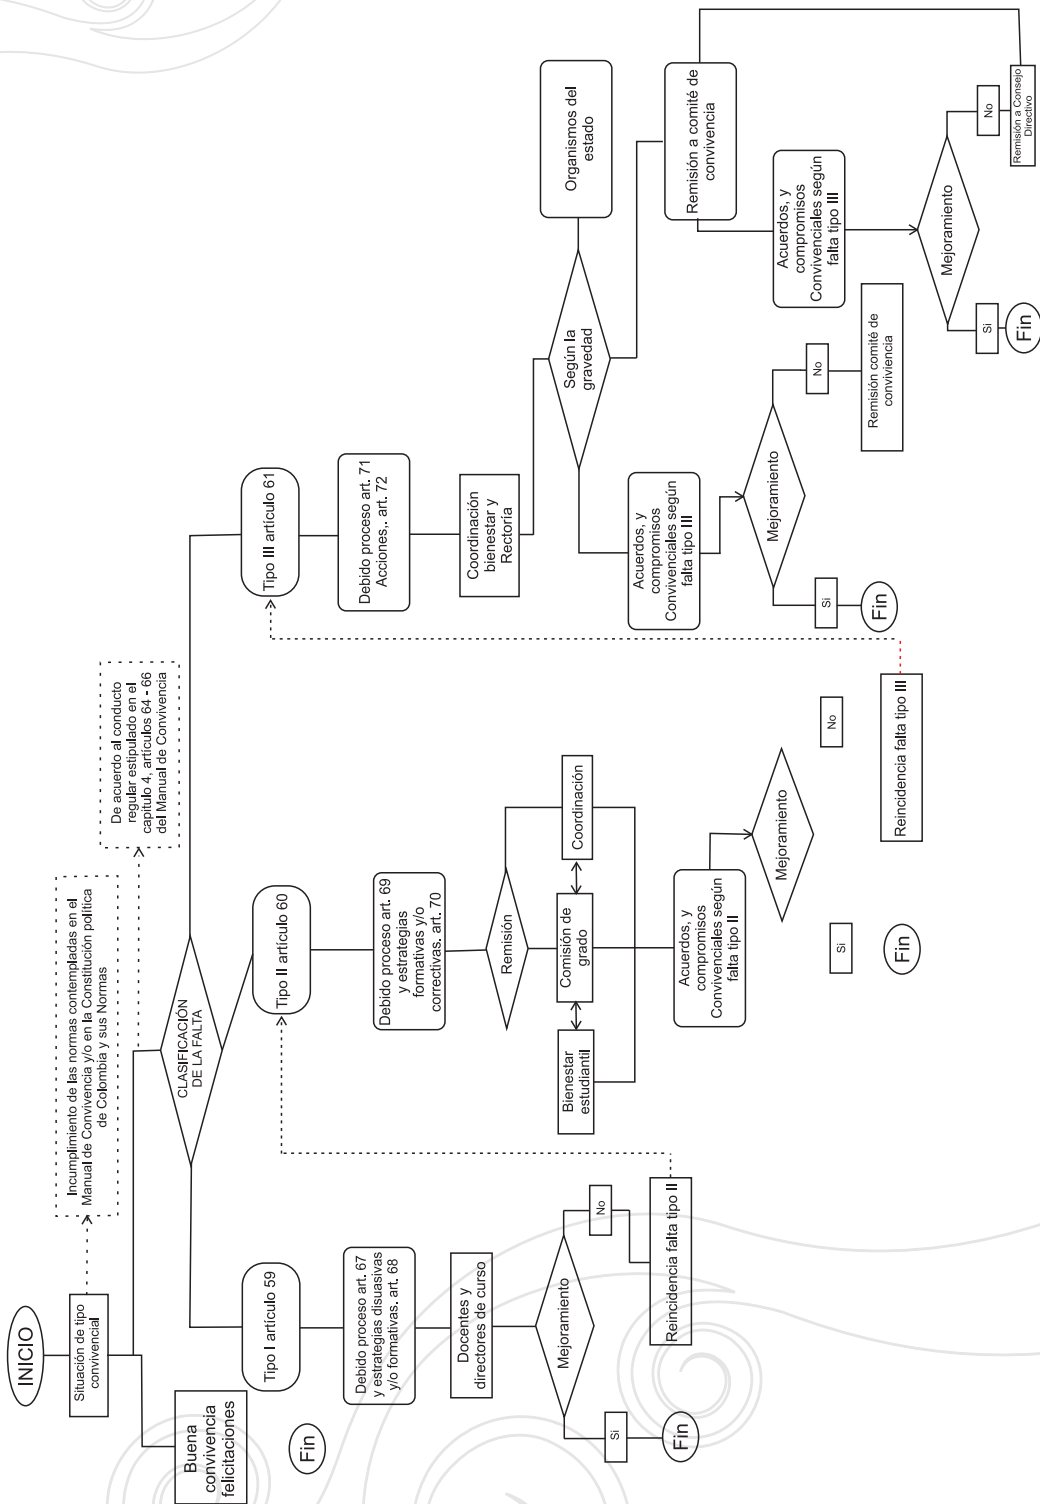 INICIO
Situación de tipo
convivencial
Incumplimiento de las normas contempladas en el
Manual de Convivencia y/o en la Constitución política
de Colombia y sus Normas
De acuerdo al conducto
regular estipulado en el
capitulo 4, artículos 64 - 66
del Manual de Convivencia
Buena
convivencia
felicitaciones
Fin
CLASIFICACIÓN
DE LA FALTA
Tipo I artículo 59
Debido proceso art. 67
y estrategias disuasivas
y/o formativas. art. 68
Docentes y
directores de curso
Mejoramiento
Si
Fin
No
Reincidencia falta tipo II
Tipo II artículo 60
Debido proceso art. 69
y estrategias
formativas y/o
correctivas. art. 70
Remisión
Bienestar
estudiantil
Comisión de
grado
Coordinación
Acuerdos, y
compromisos
Convivenciales según
falta tipo II
Mejoramiento
Si
Fin
No
Reincidencia falta tipo III
Tipo III artículo 61
Debido proceso art. 71
Acciones,. art. 72
Coordinación
bienestar y
Rectoría
Según la
gravedad
Organismos del
estado
Acuerdos, y
compromisos
Convivenciales según
falta tipo III
Mejoramiento
Si
Fin
No
Remisión comité de
conviviencia
Remisión a comité de
convivencia
Acuerdos, y
compromisos
Convivenciales según
falta tipo III
Mejoramiento
Si
Fin
No
Remisión a Consejo
Directivo